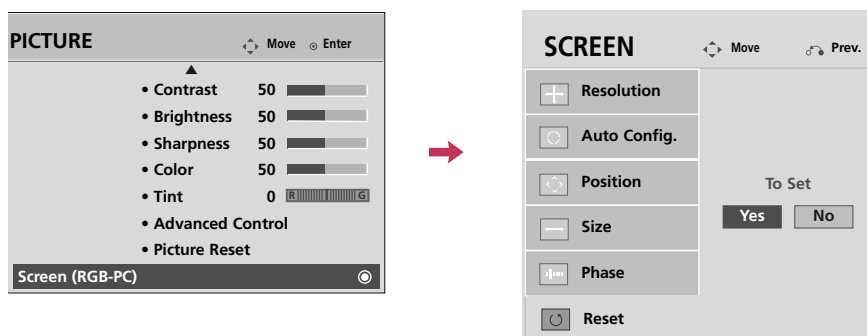 PICTURE
Move Enter
• Contrast 50
• Brightness 50
• Sharpness 50
• Color 50
• Tint 0 R G
• Advanced Control
• Picture Reset
Screen (RGB-PC)
SCREEN
Move Prev.
Resolution
Auto Config.
Position
Size
Phase
Reset
To Set
Yes No